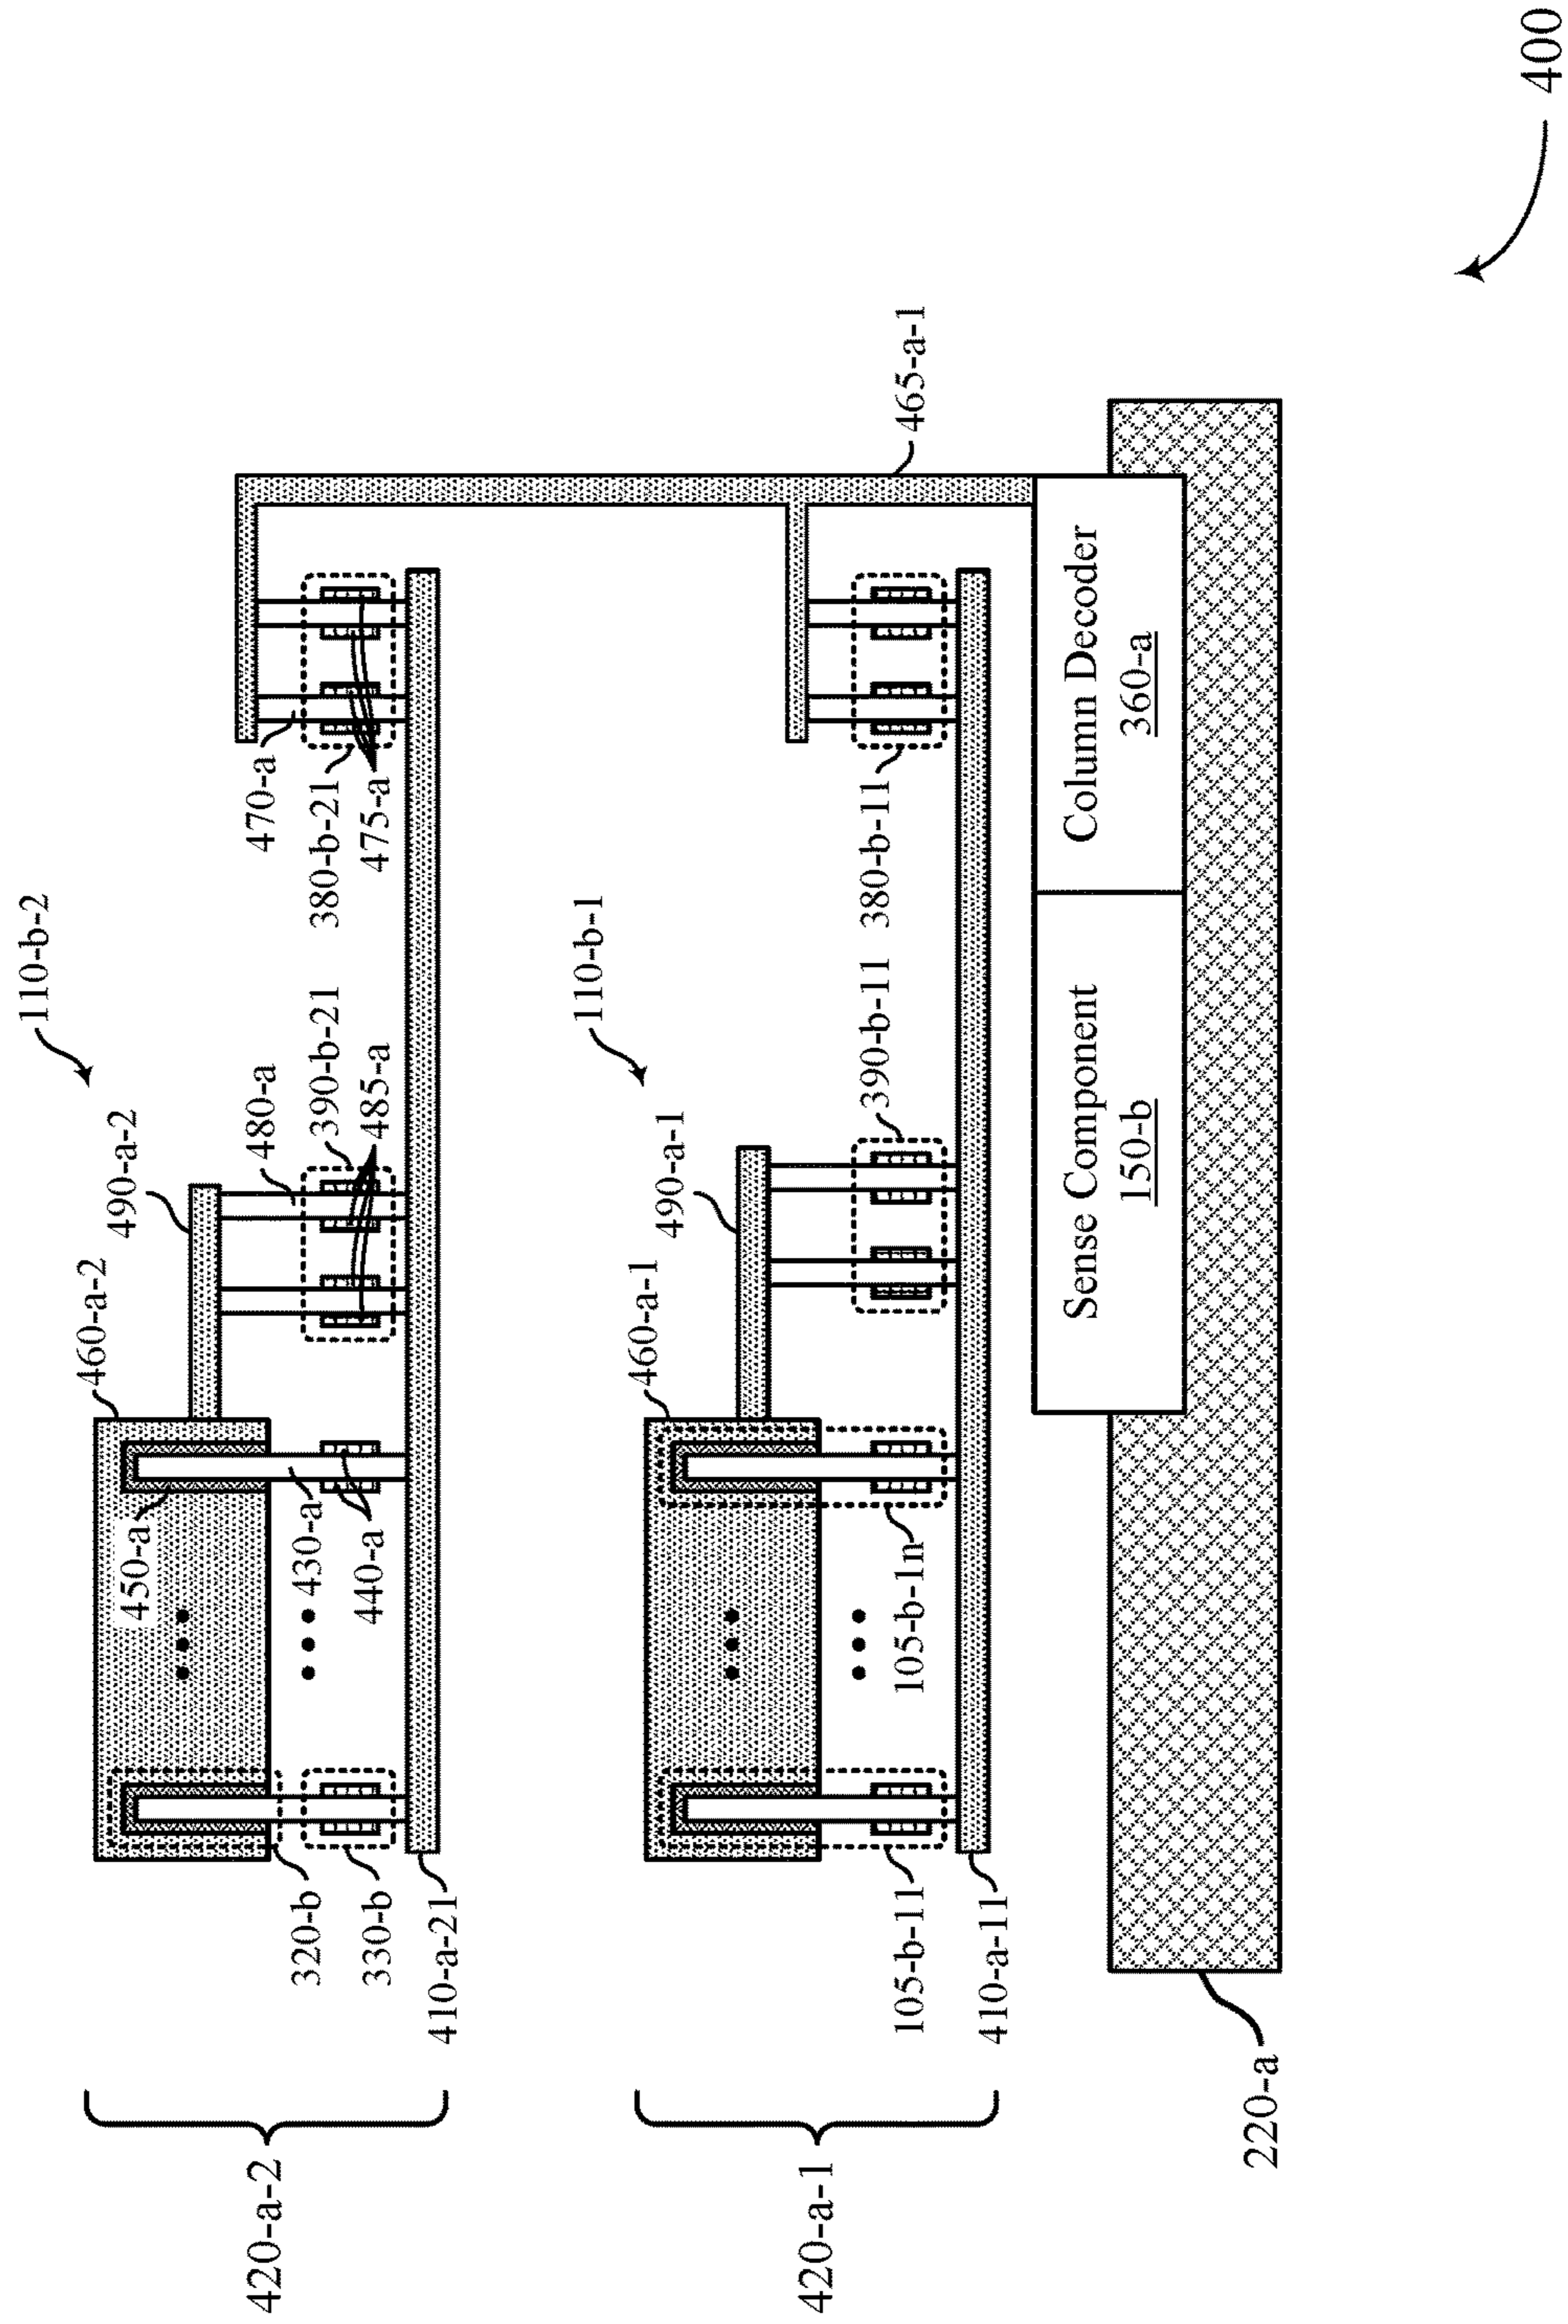 110-b-2
460-a-2
490-a-2
480-a
390-b-21
485-a
470-a
380-b-21
475-a
450-a
430-a
440-a
320-b
330-b
410-a-21
420-a-2
110-b-1
460-a-1
490-a-1
390-b-11
380-b-11
465-a-1
105-b-1n
105-b-11
410-a-11
420-a-1
Sense Component
150-b
Column Decoder
360-a
220-a
400